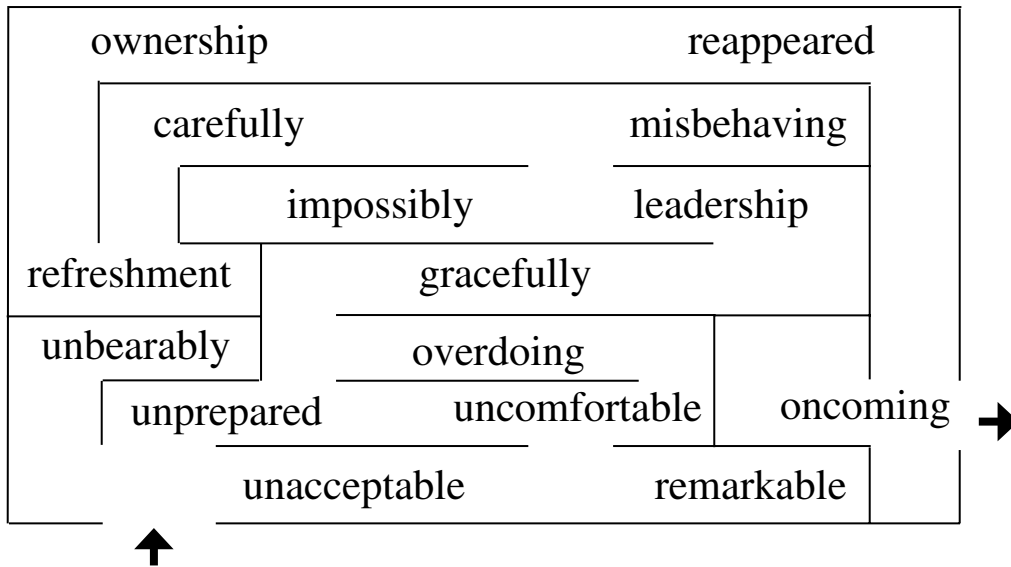 ownership reappeared
carefully misbehaving
impossibly leadership
refreshment gracefully
unbearably overdoing
unprepared uncomfortable oncoming
unacceptable remarkable